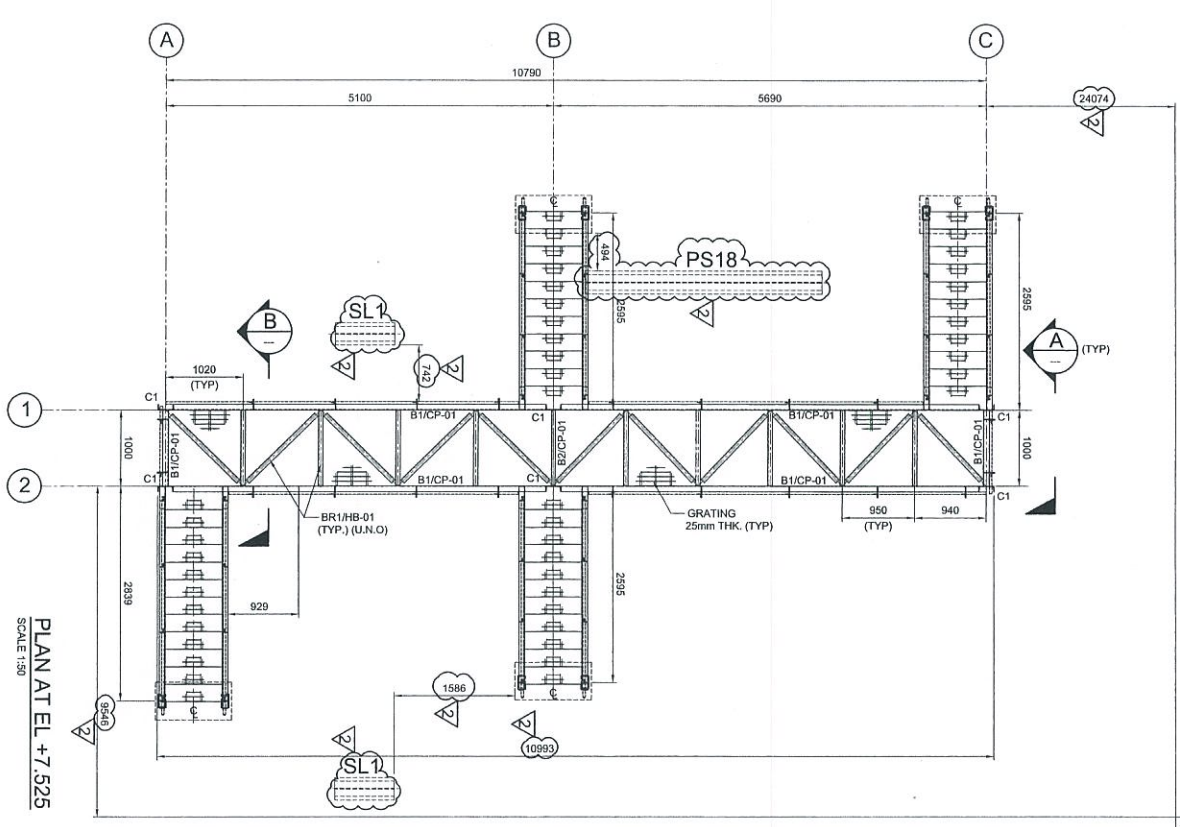 A
B
C
10790
5100
5690
24074
2
℄
℄
494
PS18
2
2595
2595
B
--
SL1
2
742
2
A
--
(TYP)
1020
(TYP)
C1
B1/CP-01
C1
B1/CP-01
C1
1
1000
B1/CP-01
B2/CP-01
B1/CP-01
1000
2
C1
B1/CP-01
C1
B1/CP-01
C1
BR1/HB-01
(TYP.) (U.N.O)
GRATING
25mm THK. (TYP)
950
(TYP)
940
2839
929
2595
℄
℄
1586
2
2
10993
2
SL1
9546
2
PLAN AT EL +7.525
SCALE 1:50